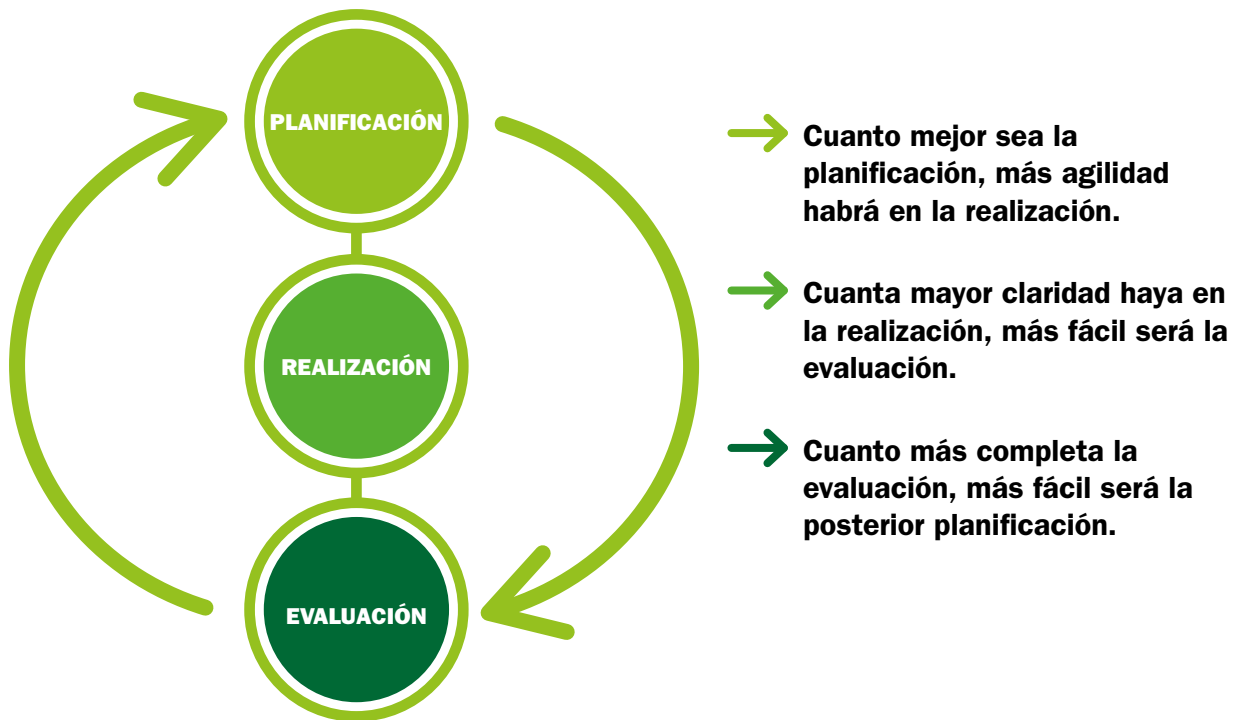 PLANIFICACIÓN
REALIZACIÓN
EVALUACIÓN
Cuanto mejor sea la
planificación, más agilidad
habrá en la realización.
Cuanta mayor claridad haya en
la realización, más fácil será la
evaluación.
Cuanto más completa la
evaluación, más fácil será la
posterior planificación.